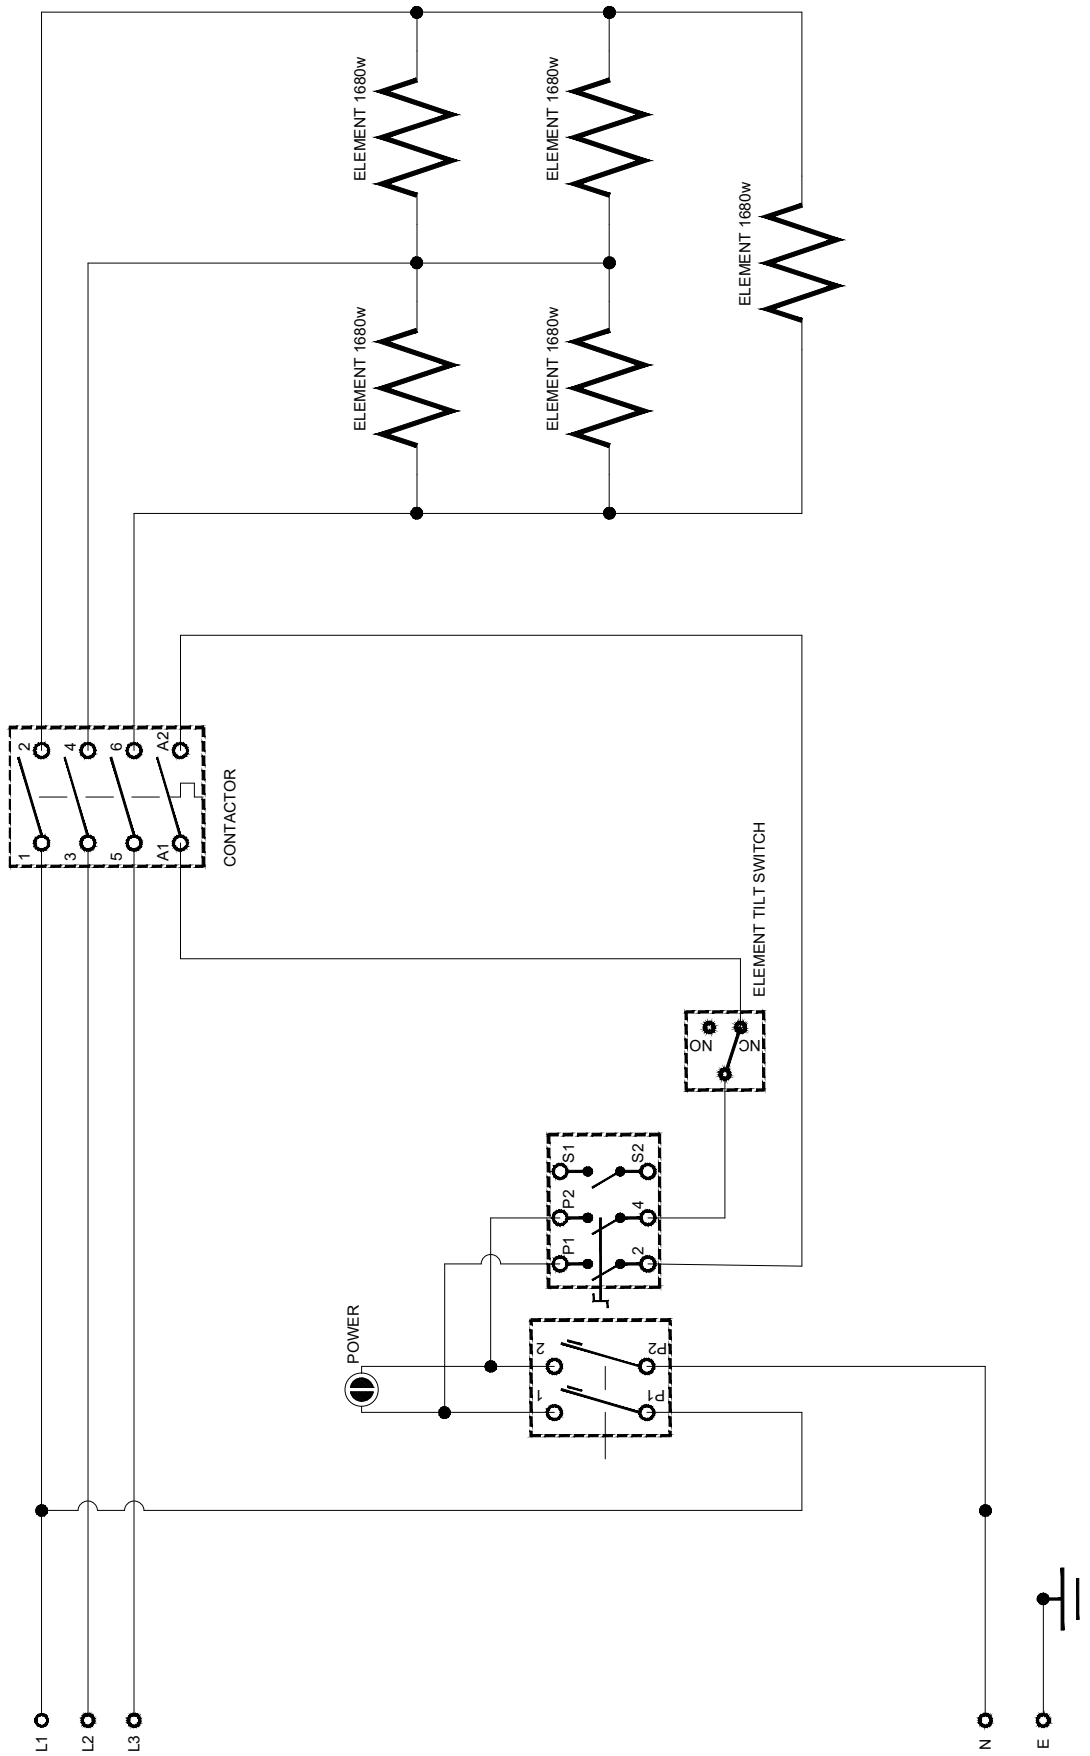 L1
L2
L3
N
E
POWER
1
2
P1
P2
P1
P2
S1
2
4
S2
NO
NC
ELEMENT TILT SWITCH
CONTACTOR
1
3
5
A1
2
4
6
A2
ELEMENT 1680w
ELEMENT 1680w
ELEMENT 1680w
ELEMENT 1680w
ELEMENT 1680w